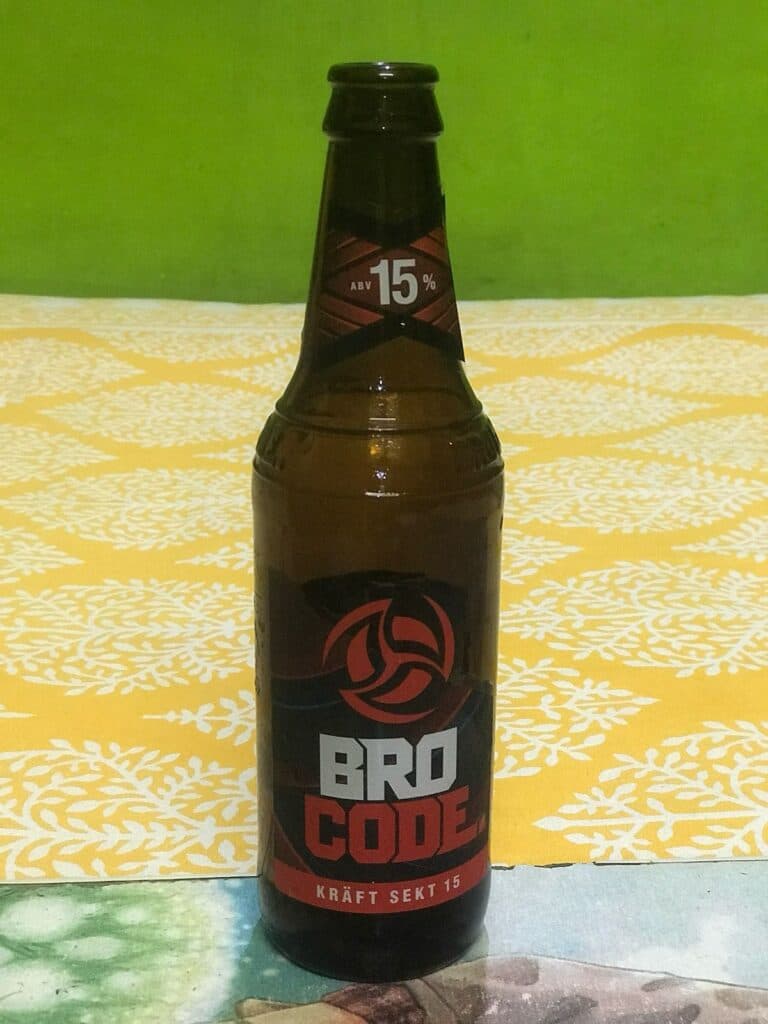 ABV 15 %
BRO
CODE.
KRÄFT SEKT 15